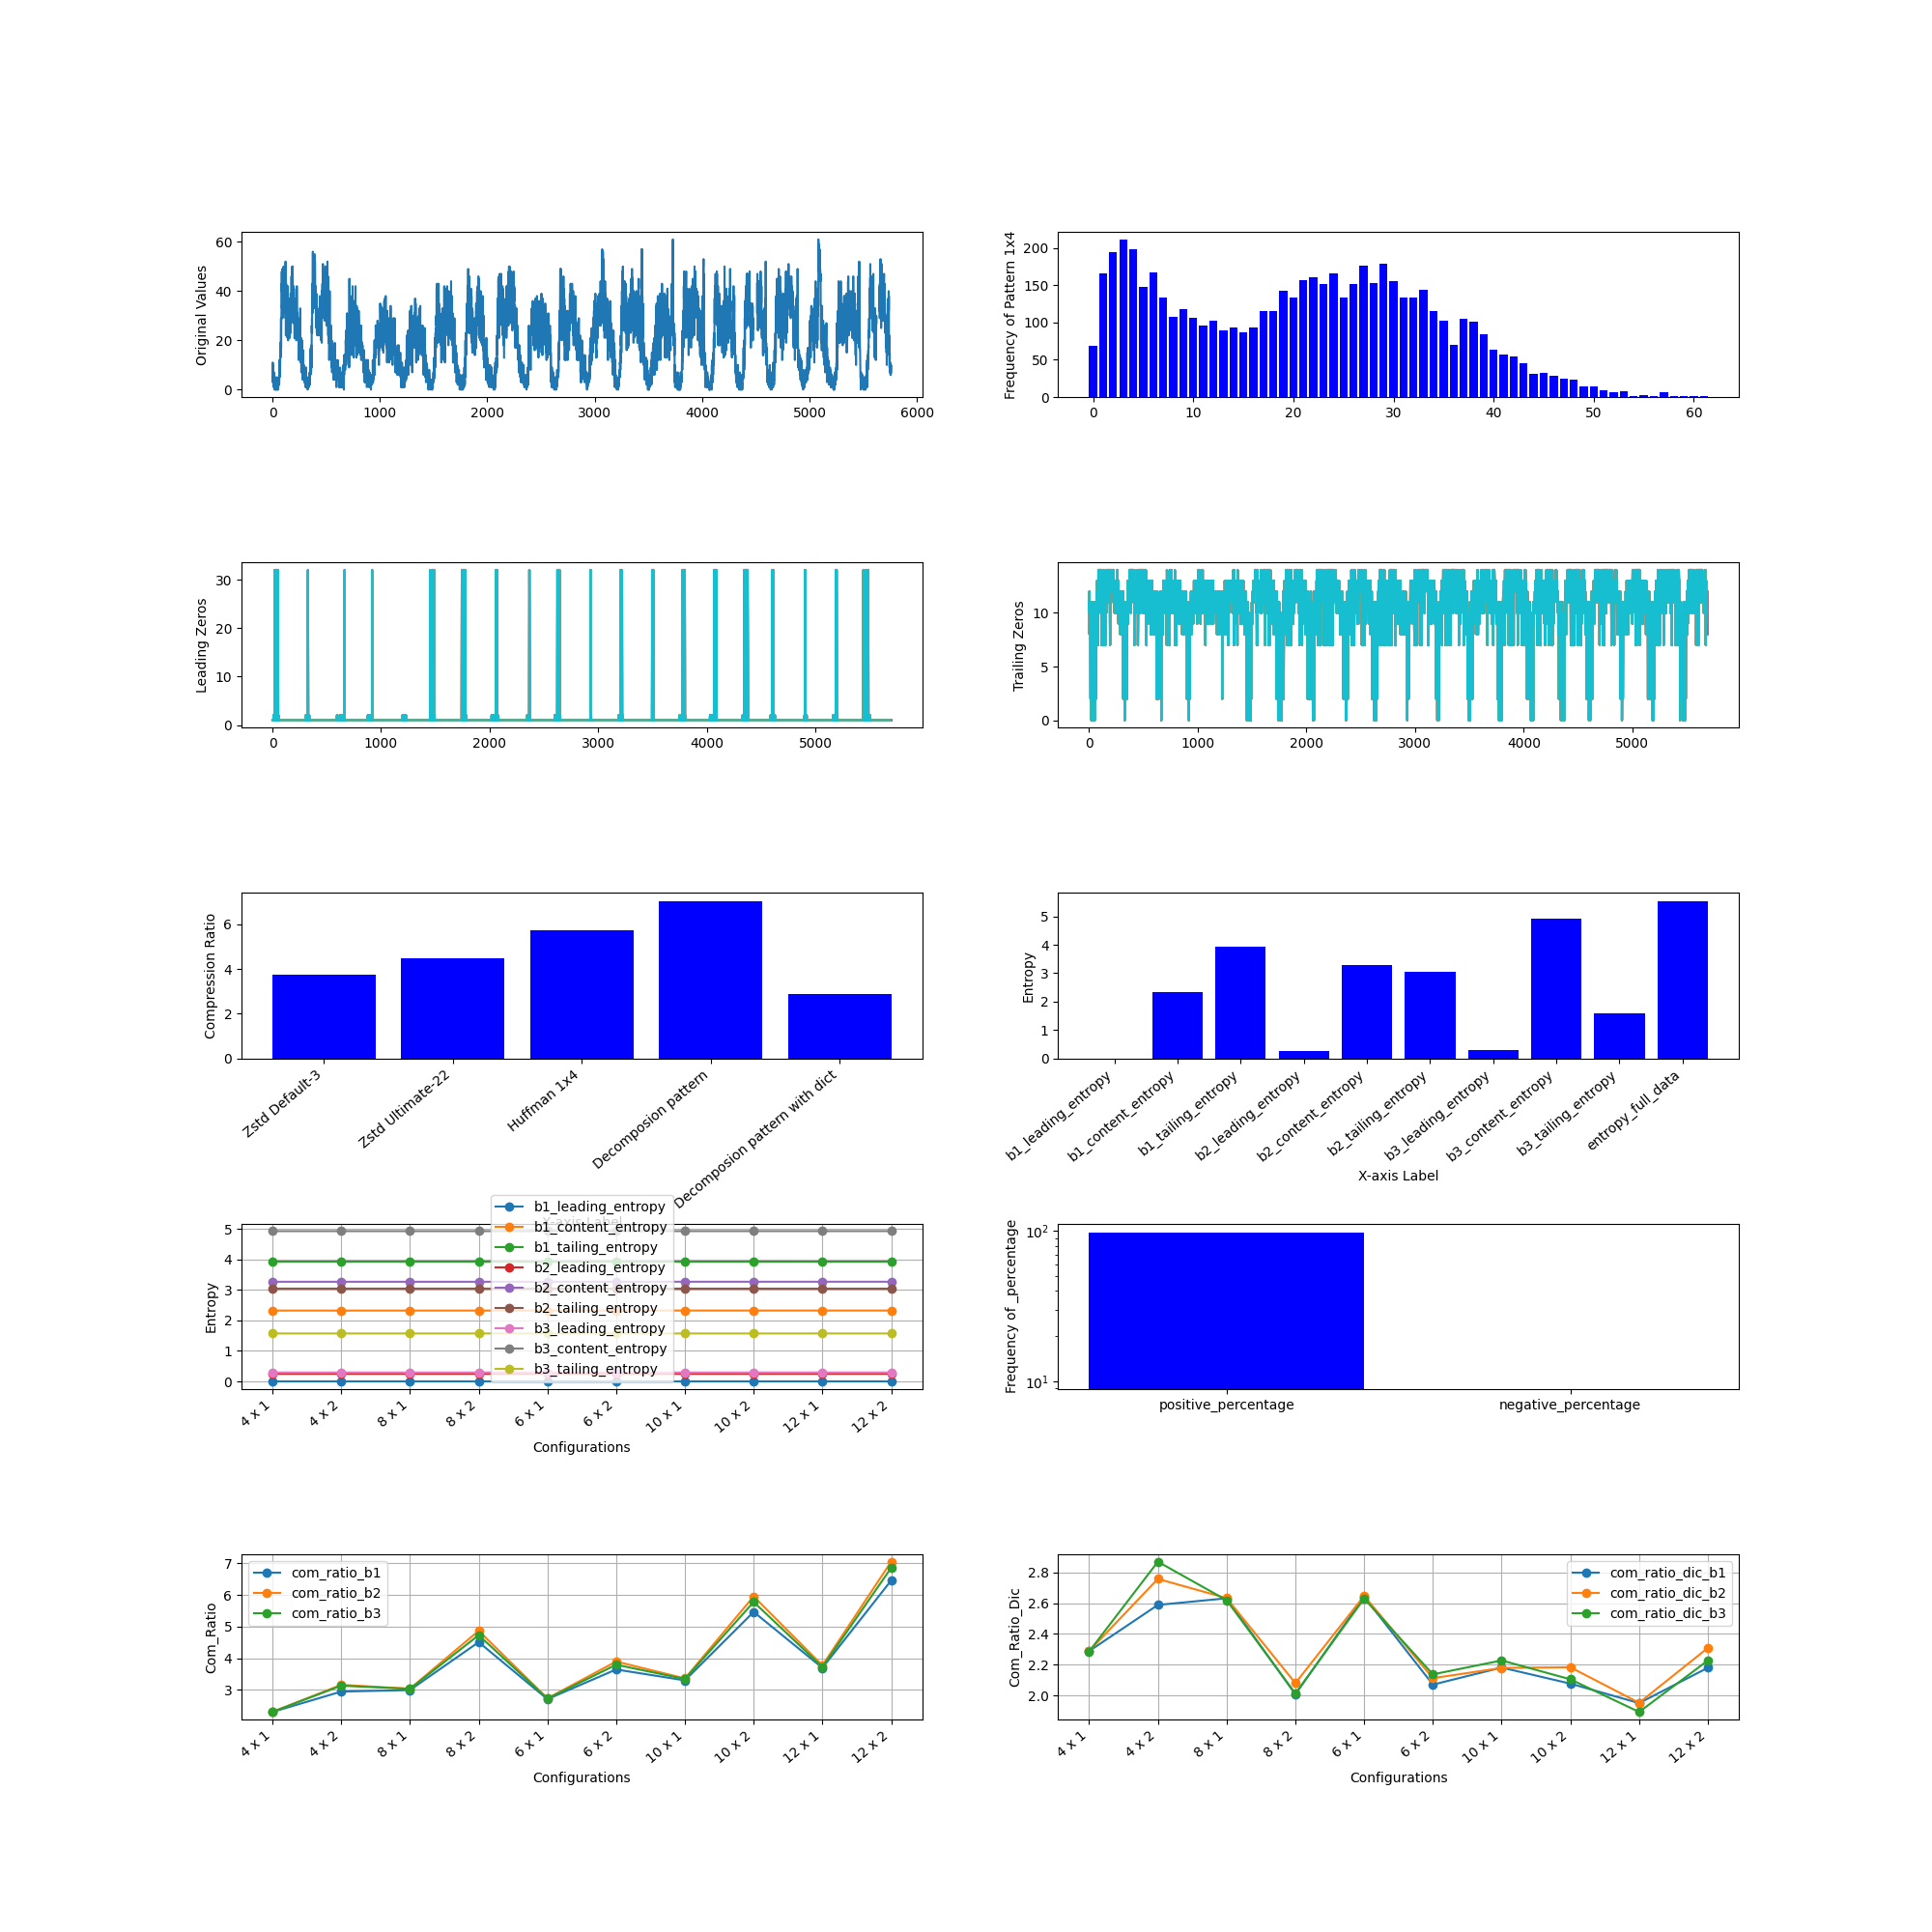 Original Values
60
40
20
0
0 1000 2000 3000 4000 5000 6000
Frequency of Pattern 1x4
200
150
100
50
0
0 10 20 30 40 50 60
Leading Zeros
30
20
10
0
0 1000 2000 3000 4000 5000
Trailing Zeros
10
5
0
0 1000 2000 3000 4000 5000
Compression Ratio
6
4
2
0
Zstd Default-3
Zstd Ultimate-22
Huffman 1x4
Decomposion pattern
Decomposion pattern with dict
X-axis Label
Entropy
5
4
3
2
1
0
b1_leading_entropy
b1_content_entropy
b1_tailing_entropy
b2_leading_entropy
b2_content_entropy
b2_tailing_entropy
b3_leading_entropy
b3_content_entropy
b3_tailing_entropy
entropy_full_data
X-axis Label
Entropy
5
4
3
2
1
0
b1_leading_entropy
b1_content_entropy
b1_tailing_entropy
b2_leading_entropy
b2_content_entropy
b2_tailing_entropy
b3_leading_entropy
b3_content_entropy
b3_tailing_entropy
4 x 1 4 x 2 8 x 1 8 x 2 6 x 1 6 x 2 10 x 1 10 x 2 12 x 1 12 x 2
Configurations
Frequency of _percentage
10²
10¹
positive_percentage negative_percentage
Com_Ratio
7
6
5
4
3
com_ratio_b1
com_ratio_b2
com_ratio_b3
4 x 1 4 x 2 8 x 1 8 x 2 6 x 1 6 x 2 10 x 1 10 x 2 12 x 1 12 x 2
Configurations
Com_Ratio_Dic
2.8
2.6
2.4
2.2
2.0
com_ratio_dic_b1
com_ratio_dic_b2
com_ratio_dic_b3
4 x 1 4 x 2 8 x 1 8 x 2 6 x 1 6 x 2 10 x 1 10 x 2 12 x 1 12 x 2
Configurations